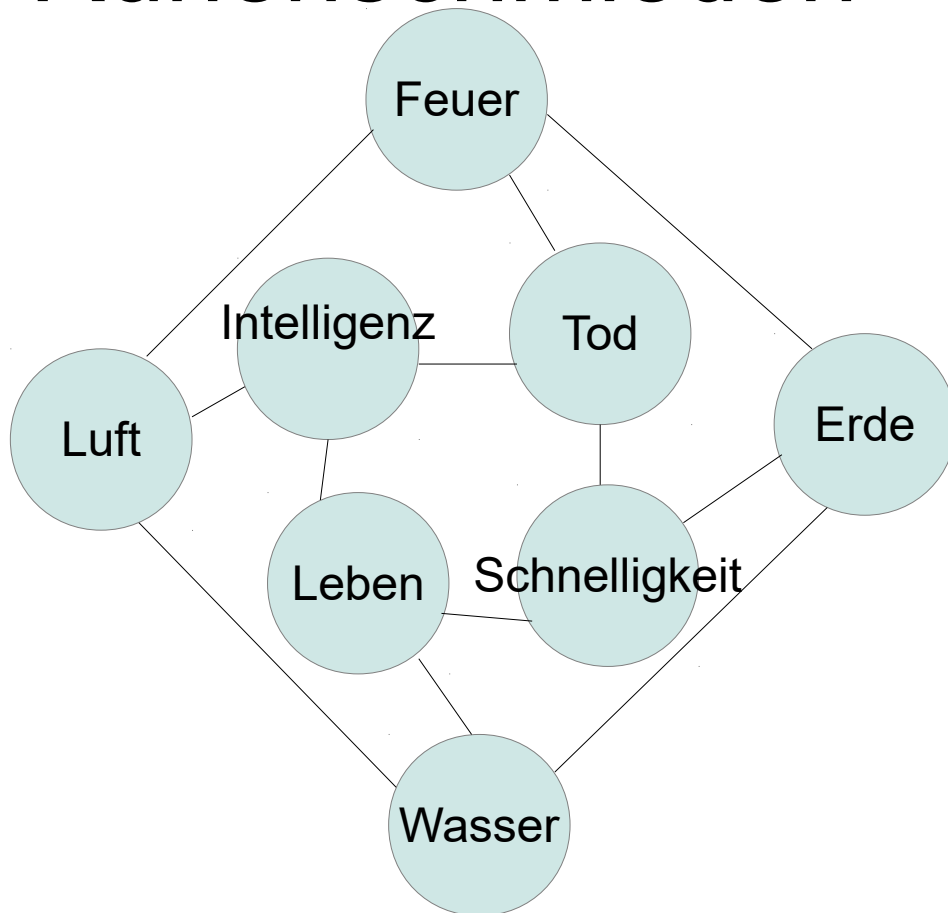 Feuer
Intelligenz
Tod
Luft
Erde
Leben
Schnelligkeit
Wasser